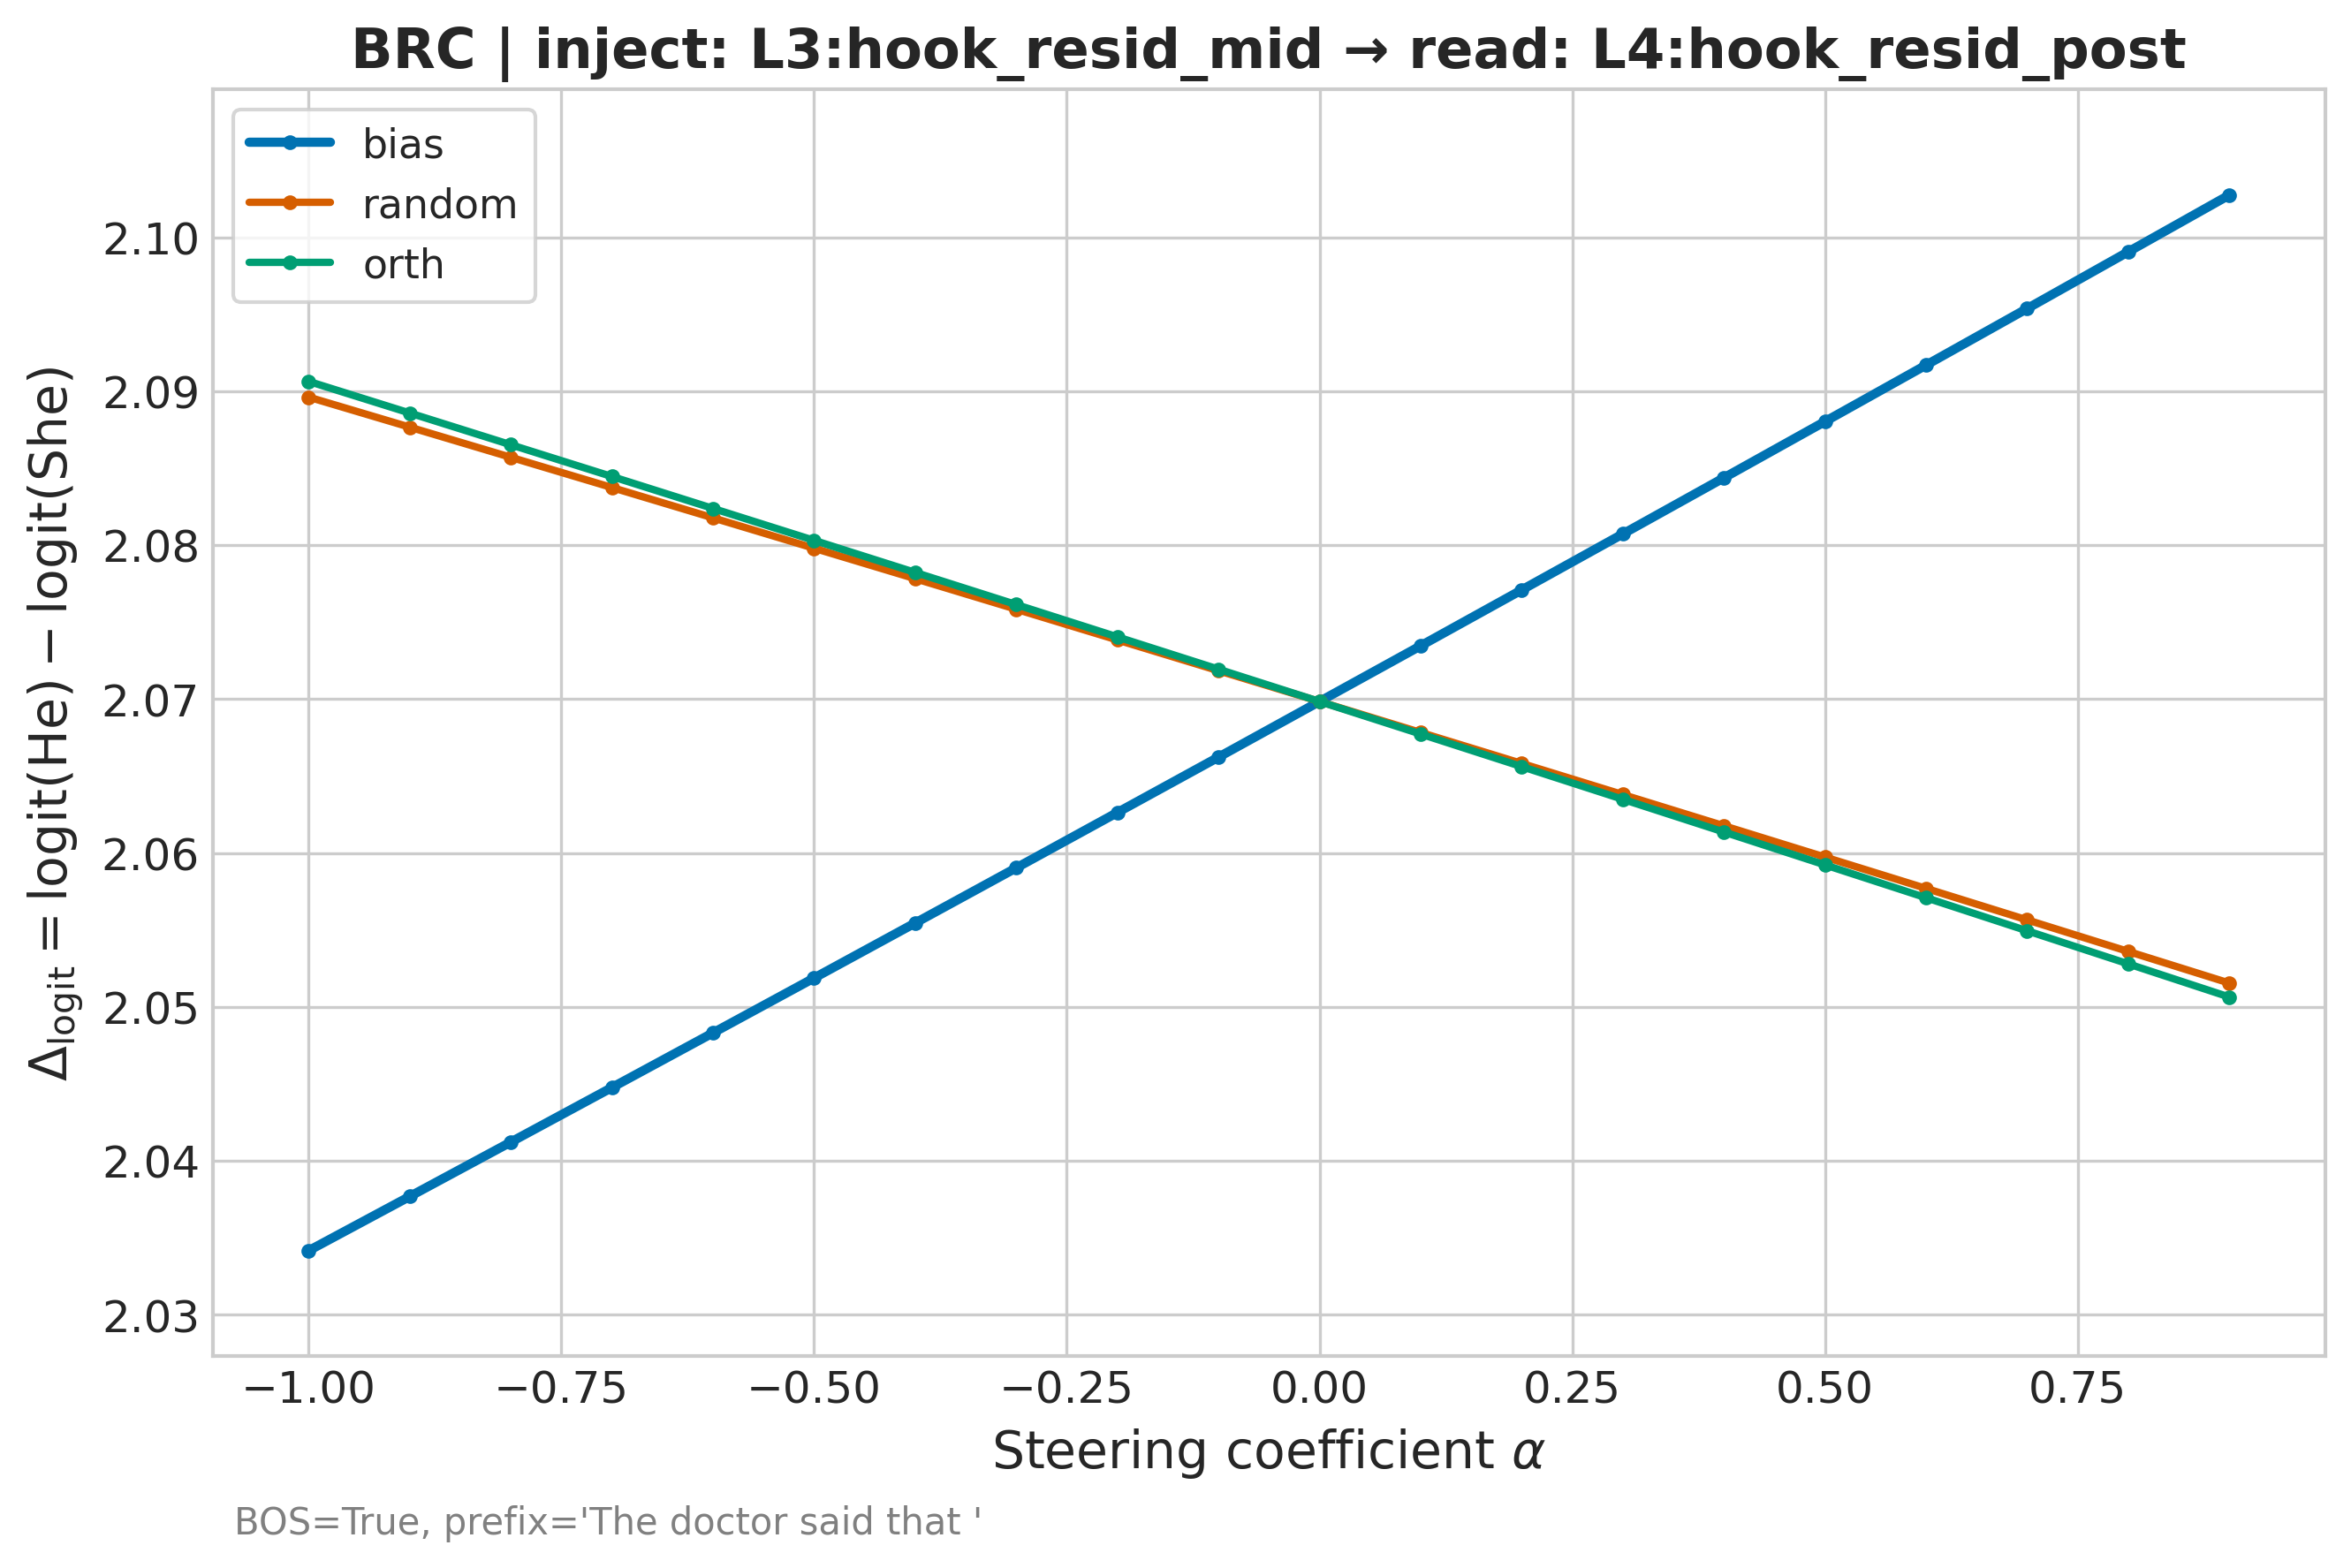 BRC | inject: L3:hook_resid_mid → read: L4:hook_resid_post
bias
random
orth
Δlogit = logit(He) − logit(She)
2.10
2.09
2.08
2.07
2.06
2.05
2.04
2.03
−1.00 −0.75 −0.50 −0.25 0.00 0.25 0.50 0.75
Steering coefficient α
BOS=True, prefix='The doctor said that '